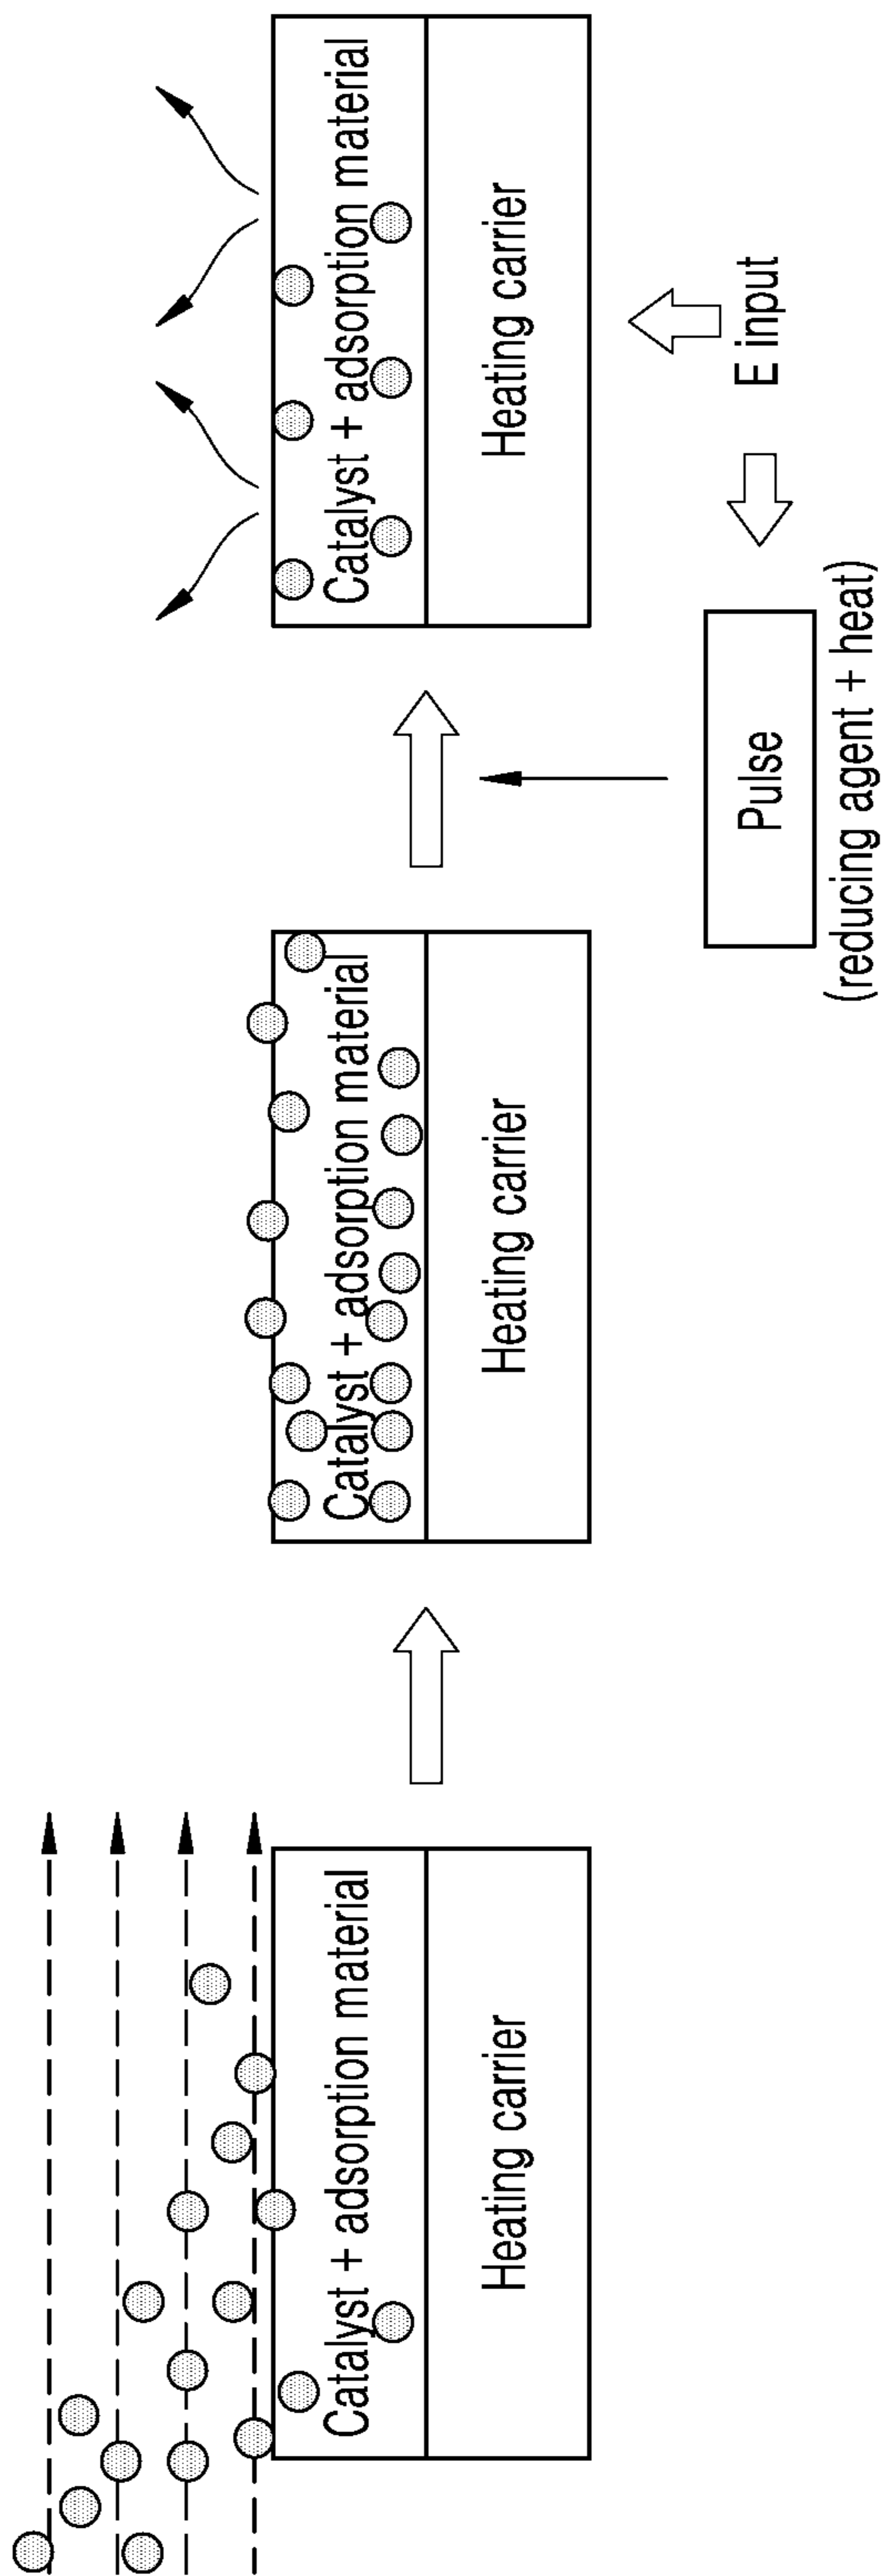 Catalyst + adsorption material
Heating carrier
Catalyst + adsorption material
Heating carrier
Catalyst + adsorption material
Heating carrier
Pulse
(reducing agent + heat)
E input